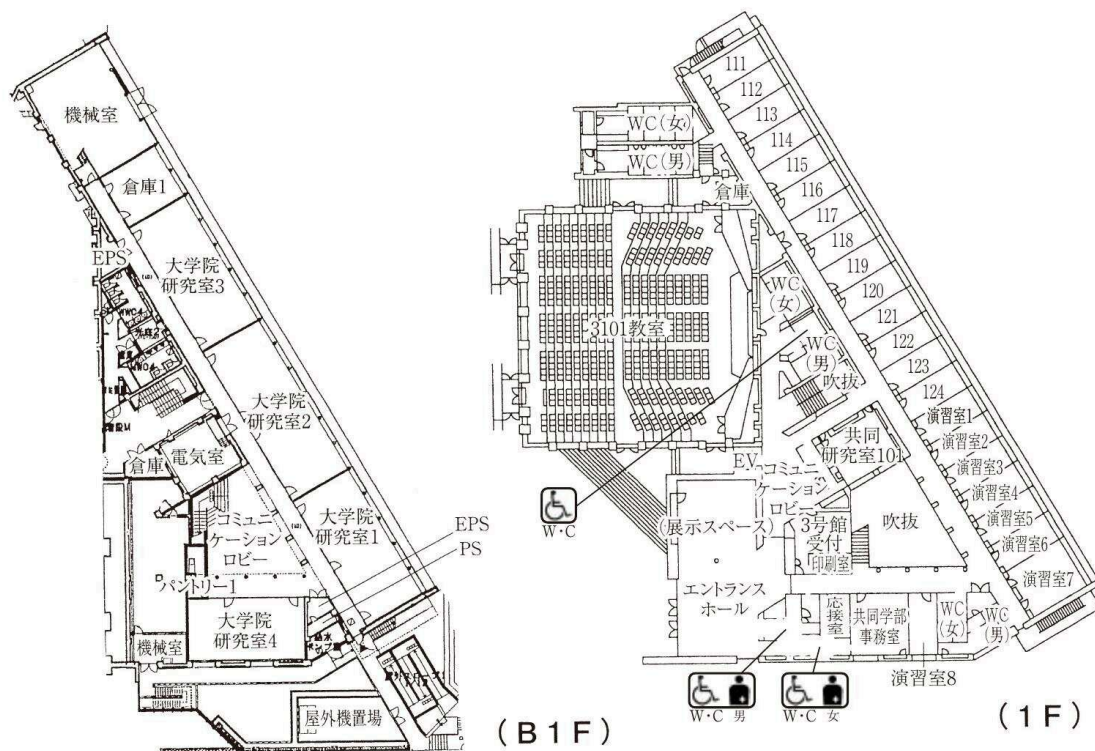 機械室
倉庫1
EPS
大学院
研究室3
大学院
研究室2
電気室
倉庫
大学院
研究室1
コミュニ
ケーション
ロビー
EPS
PS
パントリー1
大学院
研究室4
機械室
屋外機置場
(B1F)
111
112
113
114
115
116
117
118
119
120
121
122
123
124
演習室1
演習室2
演習室3
演習室4
演習室5
演習室6
演習室7
WC(女)
WC(男)
倉庫
3101教室
WC
(女)
WC
(男)
吹抜
共同
研究室101
EV
コミュニ
ケーション
ロビー
(展示スペース)
3号館
受付
印刷室
吹抜
W・C
エントランス
ホール
応接室
共同学部
事務室
WC
(女)
WC
(男)
演習室8
W・C 男
W・C 女
(1F)